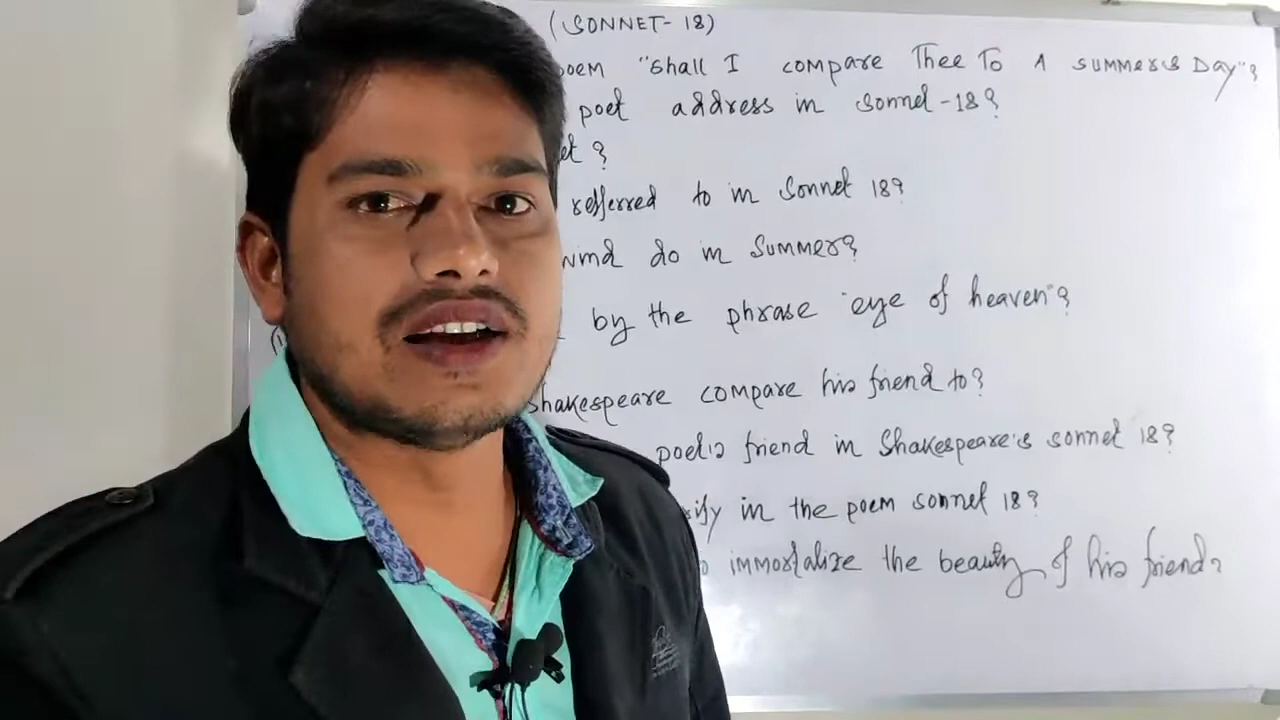 (SONNET-18)
poem "Shall I compare Thee To A SUMMER'S Day"?
poet address in Sonnet-18?
et ?
referred to in Sonnet 18?
wind do in Summer?
by the phrase "eye of heaven"?
Shakespeare compare his friend to?
poet's friend in Shakespeare's sonnet 18?
in the poem sonnet 18?
immortalize the beauty of his friend?